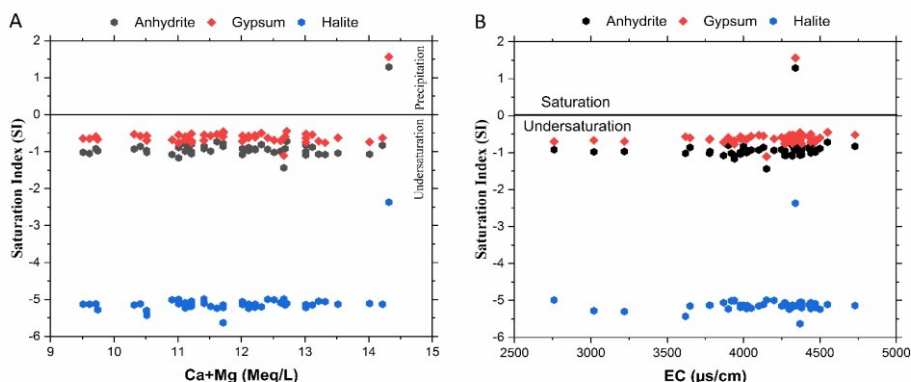 A
Anhydrite Gypsum Halite
2
1
0
-1
-2
-3
-4
-5
-6
Saturation Index (SI)
Precipitation
Undersaturation
9 10 11 12 13 14 15
Ca+Mg (Meq/L)
B
Anhydrite Gypsum Halite
2
1
0
-1
-2
-3
-4
-5
-6
Saturation Index (SI)
Saturation
Undersaturation
2500 3000 3500 4000 4500 5000
EC (µs/cm)